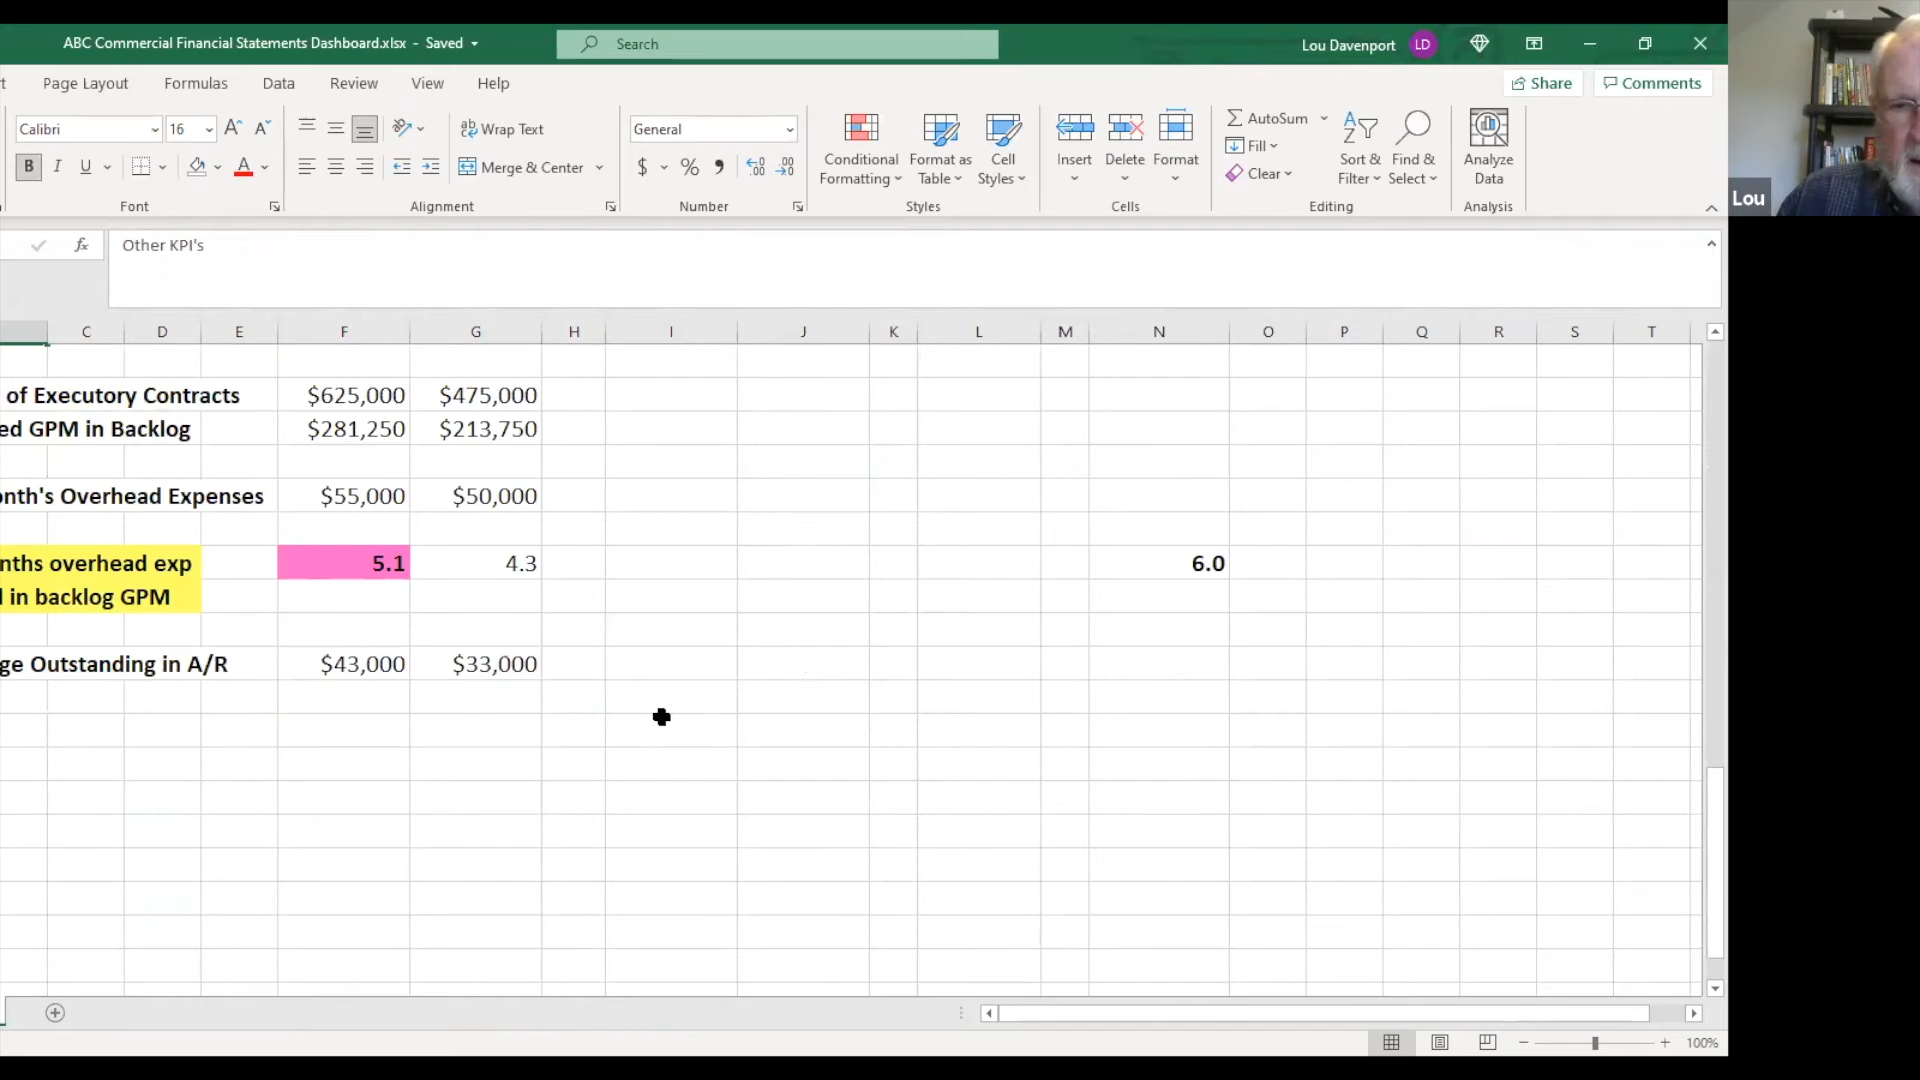 ABC Commercial Financial Statements Dashboard.xlsx - Saved
Search
Lou Davenport LD
t Page Layout Formulas Data Review View Help
Share Comments
Calibri 16
Wrap Text
General
AutoSum
Fill
Clear
B I U
Merge & Center
$ % ,
Conditional Formatting
Format as Table
Cell Styles
Insert
Delete
Format
Sort & Filter
Find & Select
Analyze Data
Font Alignment Number Styles Cells Editing Analysis
Lou
fx Other KPI's
C D E F G H I J K L M N O P Q R S T
of Executory Contracts $625,000 $475,000
ed GPM in Backlog $281,250 $213,750
onth's Overhead Expenses $55,000 $50,000
nths overhead exp 5.1 4.3 6.0
d in backlog GPM
ge Outstanding in A/R $43,000 $33,000
100%